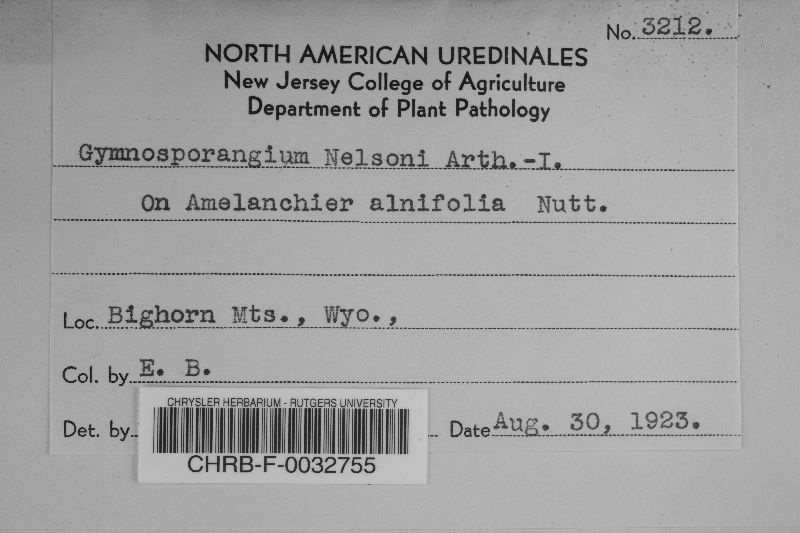 No. 3212.
NORTH AMERICAN UREDINALES
New Jersey College of Agriculture
Department of Plant Pathology
Gymnosporangium Nelsoni Arth.-I.
On Amelanchier alnifolia Nutt.
Loc. Bighorn Mts., Wyo.,
Col. by E. B.
Det. by
Date Aug. 30, 1923.
CHRYSLER HERBARIUM - RUTGERS UNIVERSITY
CHRB-F-0032755